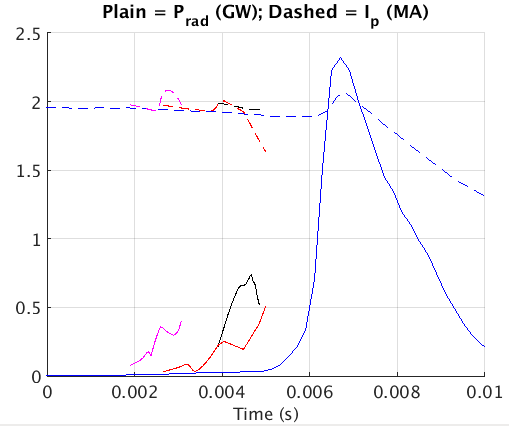 Plain = P_rad (GW); Dashed = I_p (MA)
2.5
2
1.5
1
0.5
0
0 0.002 0.004 0.006 0.008 0.01
Time (s)